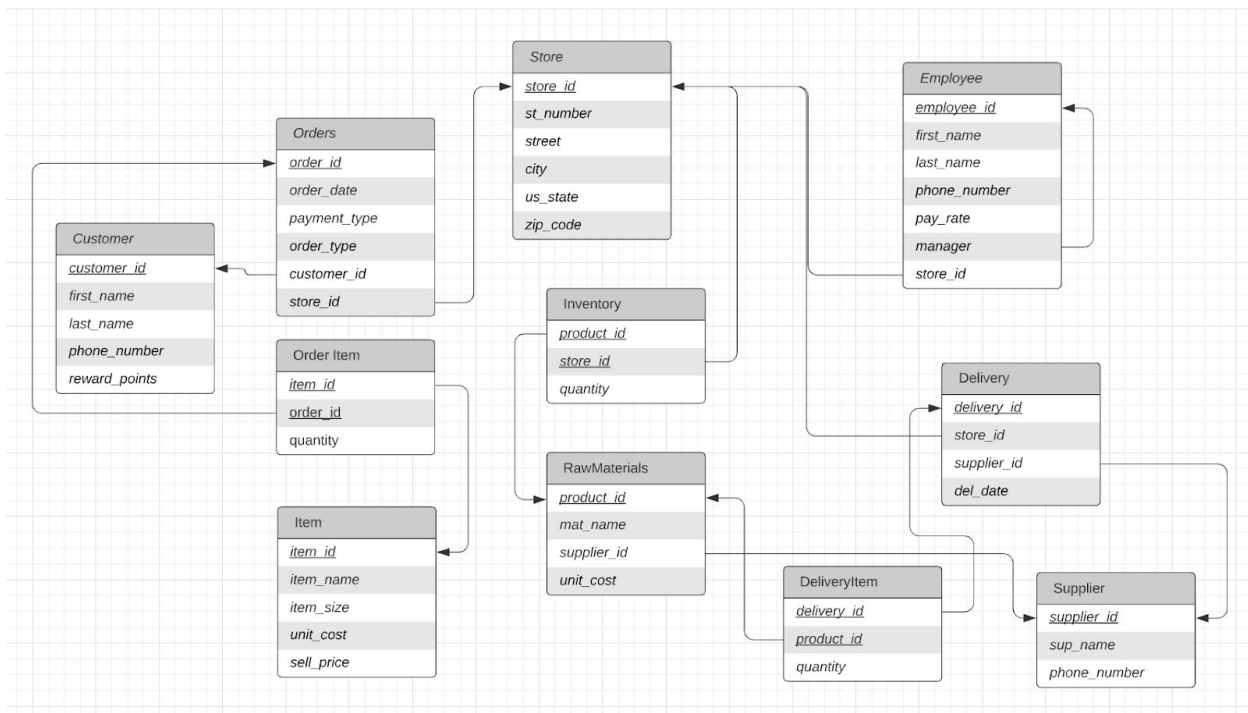 Store
store_id
st_number
street
city
us_state
zip_code
Employee
employee_id
first_name
last_name
phone_number
pay_rate
manager
store_id
Orders
order_id
order_date
payment_type
order_type
customer_id
store_id
Customer
customer_id
first_name
last_name
phone_number
reward_points
Inventory
product_id
store_id
quantity
Order Item
item_id
order_id
quantity
Delivery
delivery_id
store_id
supplier_id
del_date
RawMaterials
product_id
mat_name
supplier_id
unit_cost
Item
item_id
item_name
item_size
unit_cost
sell_price
DeliveryItem
delivery_id
product_id
quantity
Supplier
supplier_id
sup_name
phone_number